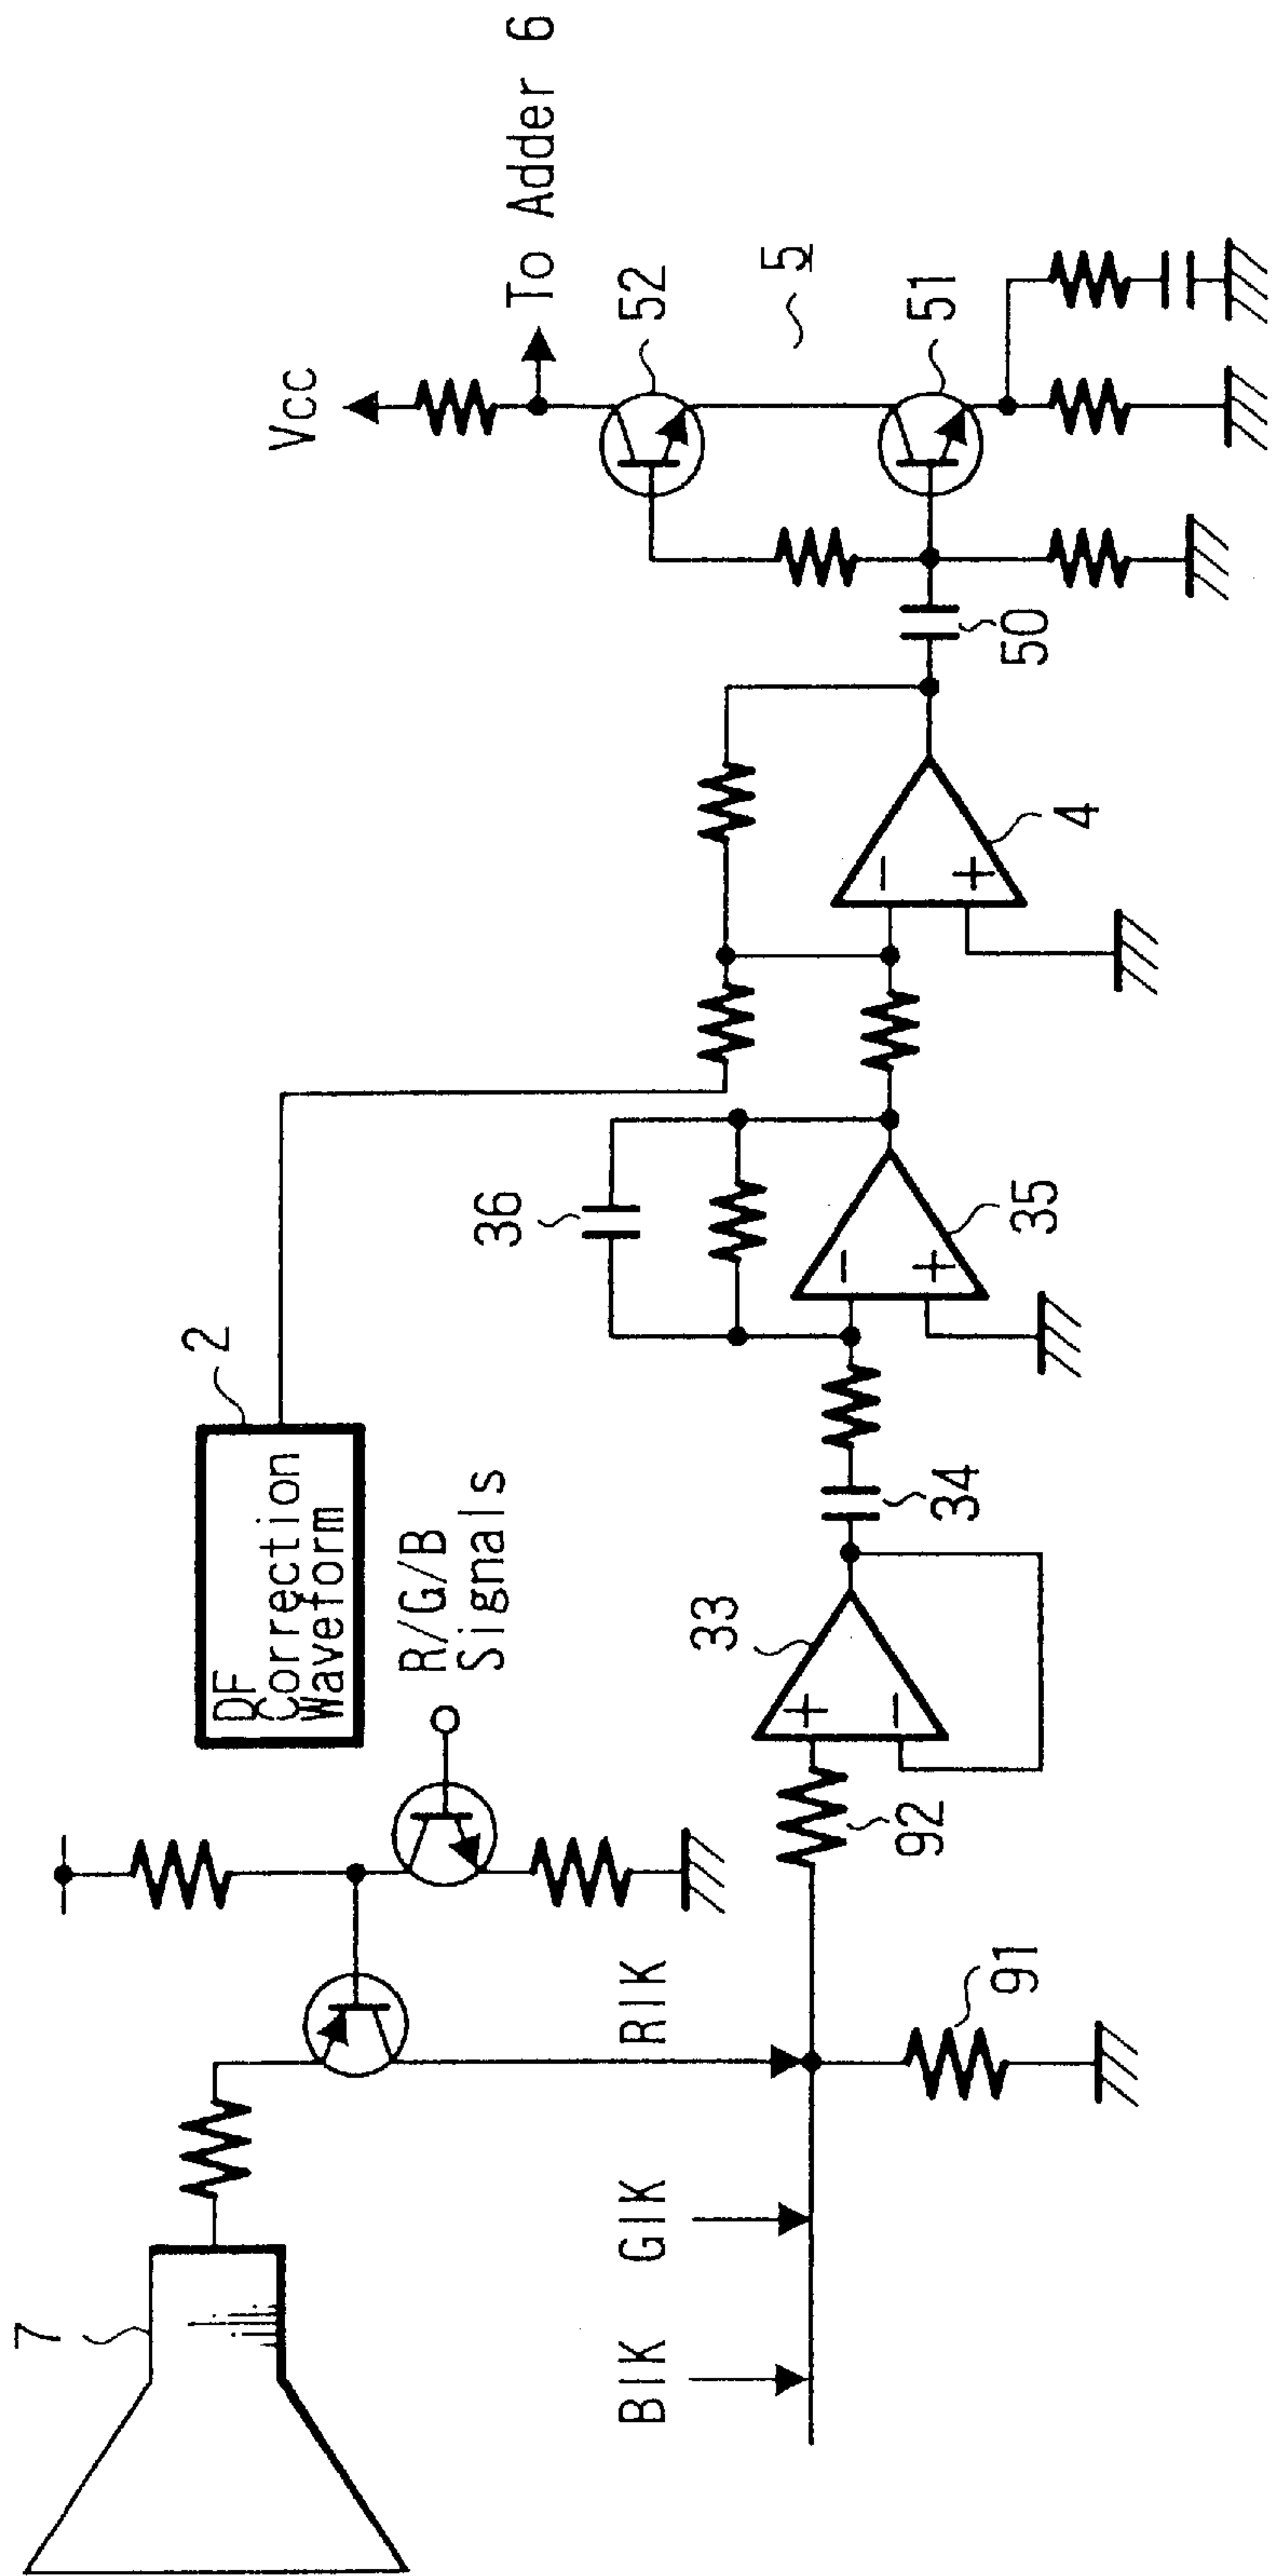 7
BIK
GIK
RIK
91
92
DF
Correction
Waveform
2
R/G/B
Signals
33
34
36
35
4
50
Vcc
To Adder 6
52
5
51
+
−
−
+
−
+